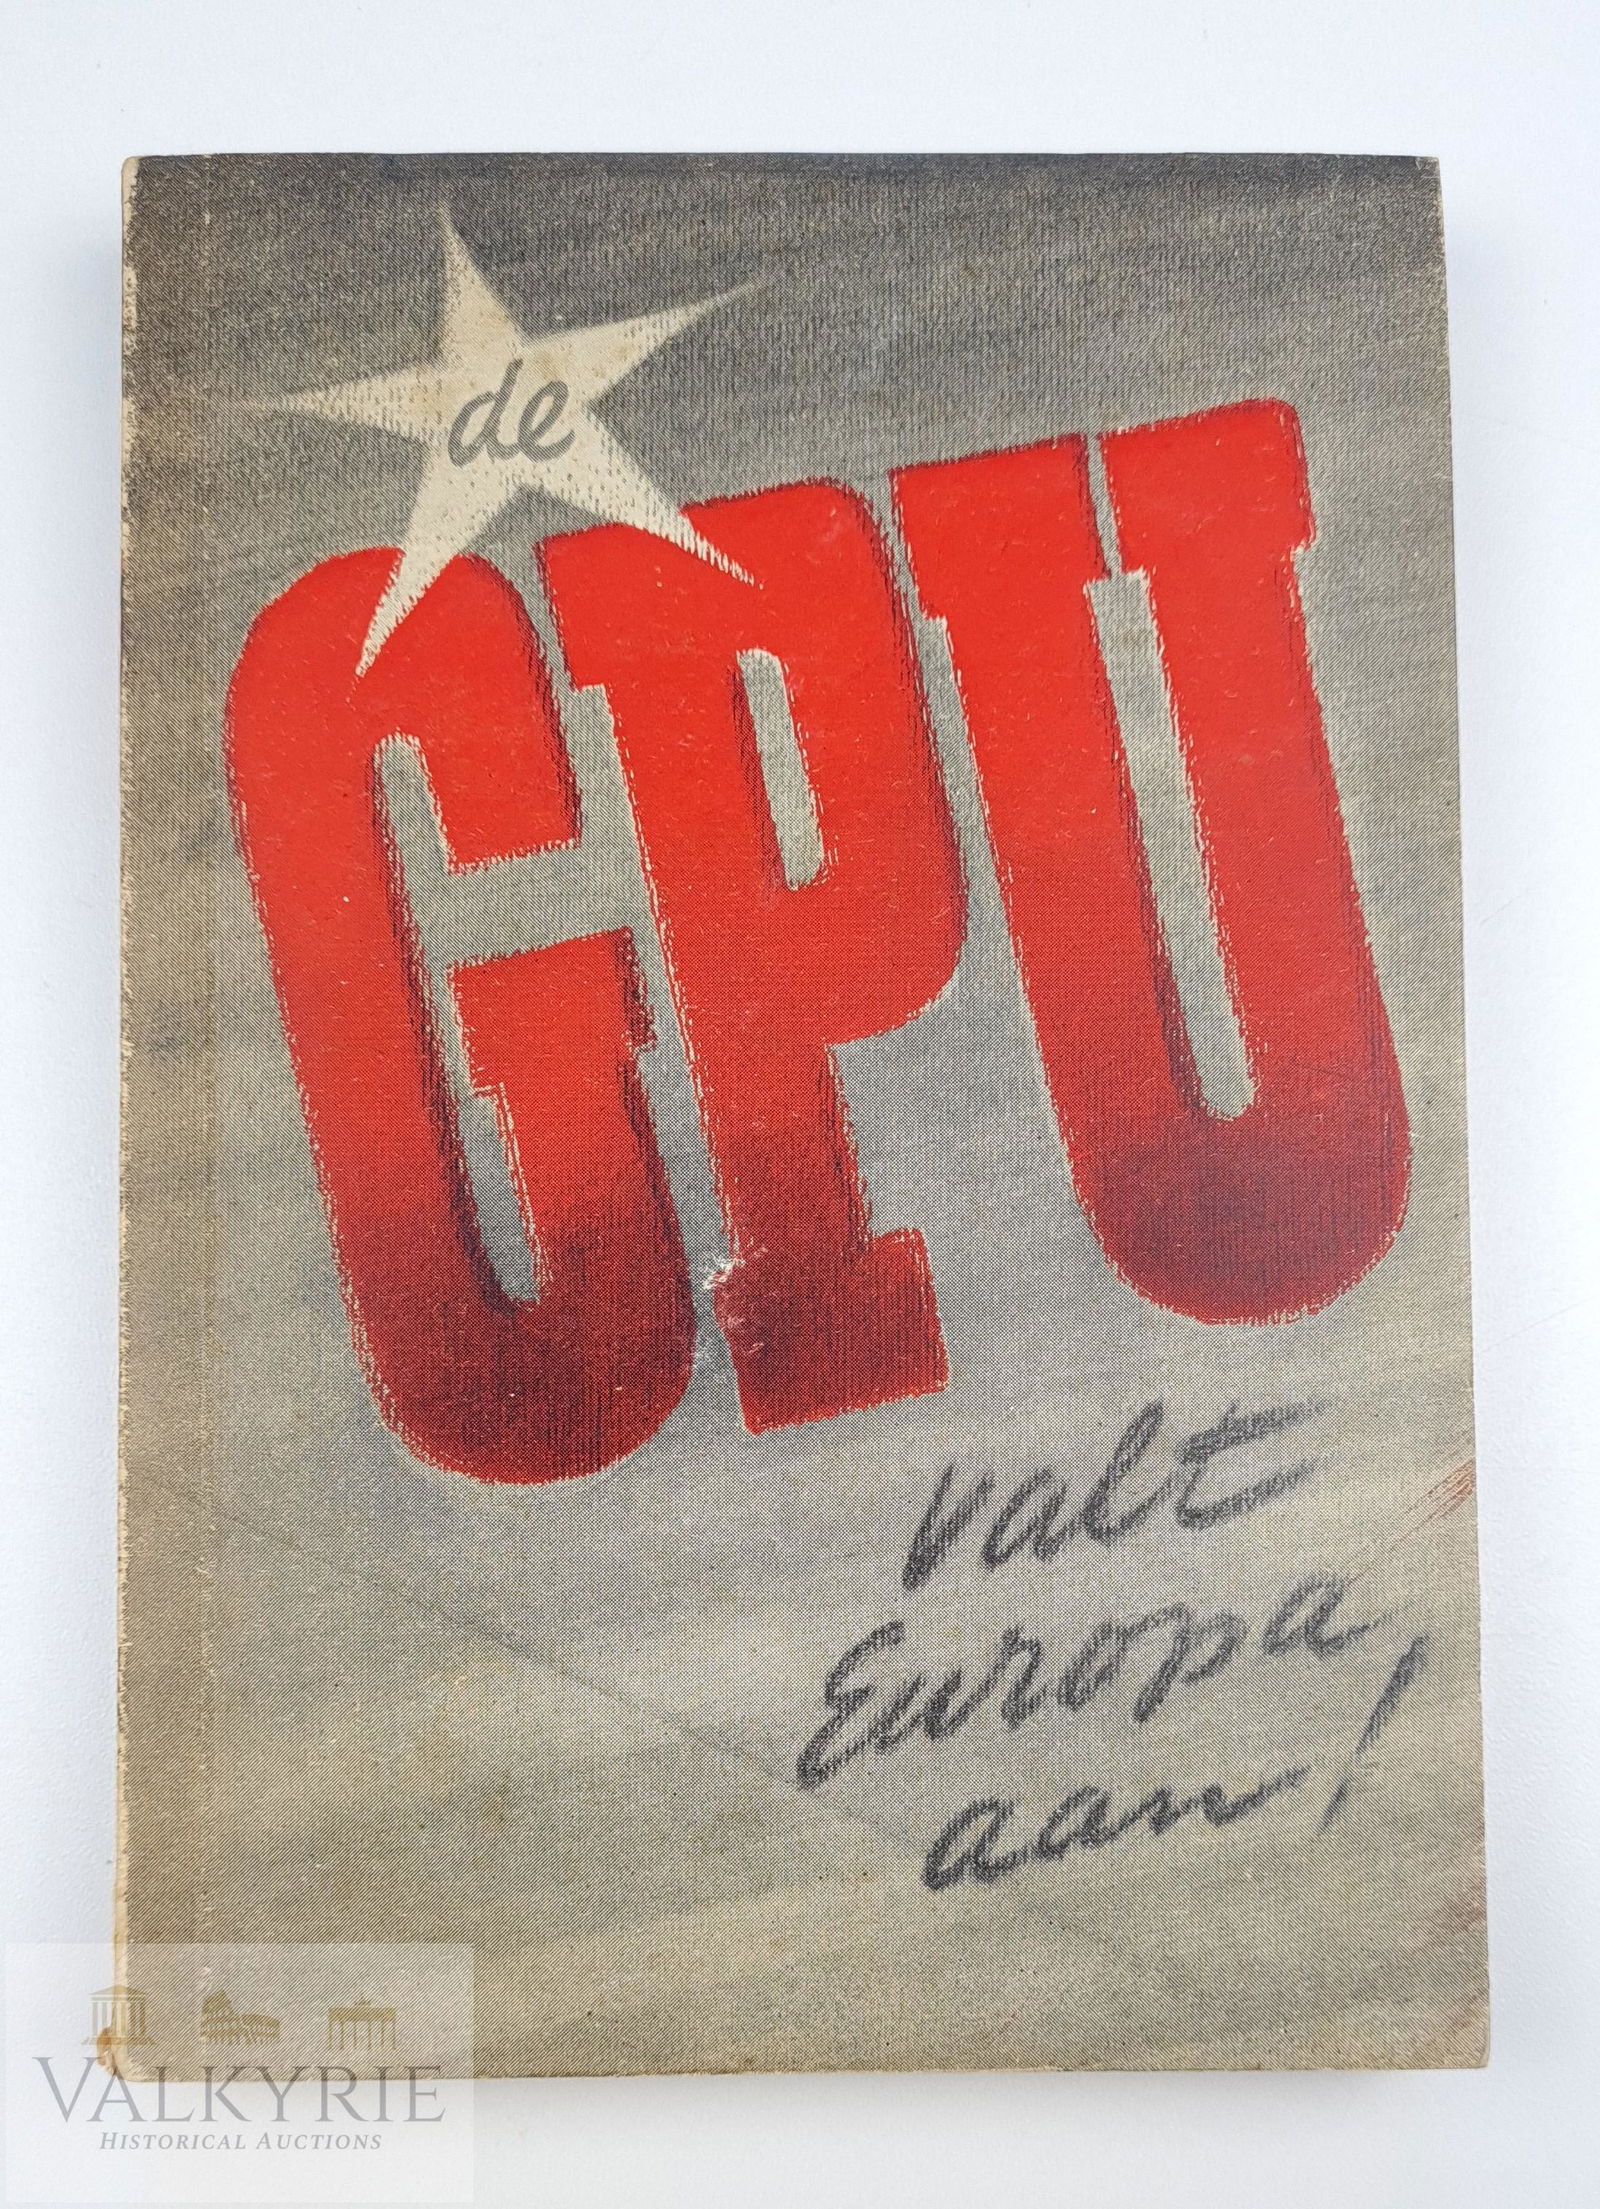 de
GPU
valt
Europa
aan!
VALKYRIE
HISTORICAL AUCTIONS